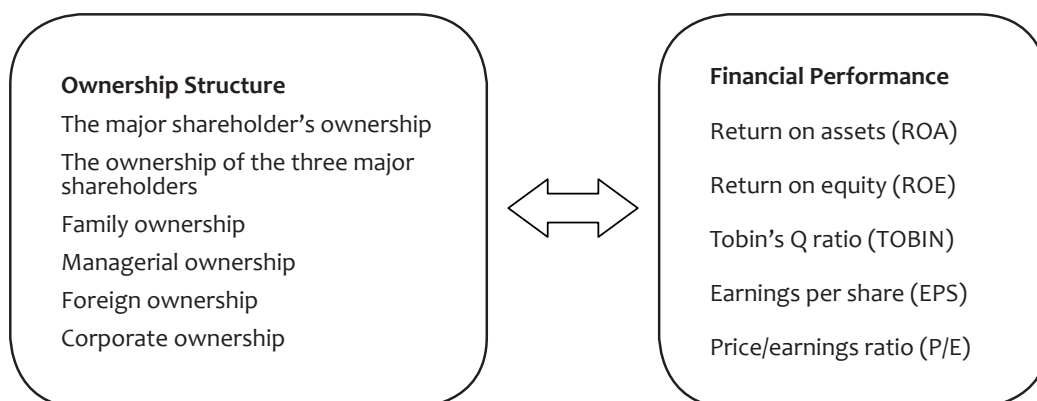 Ownership Structure
The major shareholder’s ownership
The ownership of the three major
shareholders
Family ownership
Managerial ownership
Foreign ownership
Corporate ownership
Financial Performance
Return on assets (ROA)
Return on equity (ROE)
Tobin’s Q ratio (TOBIN)
Earnings per share (EPS)
Price/earnings ratio (P/E)